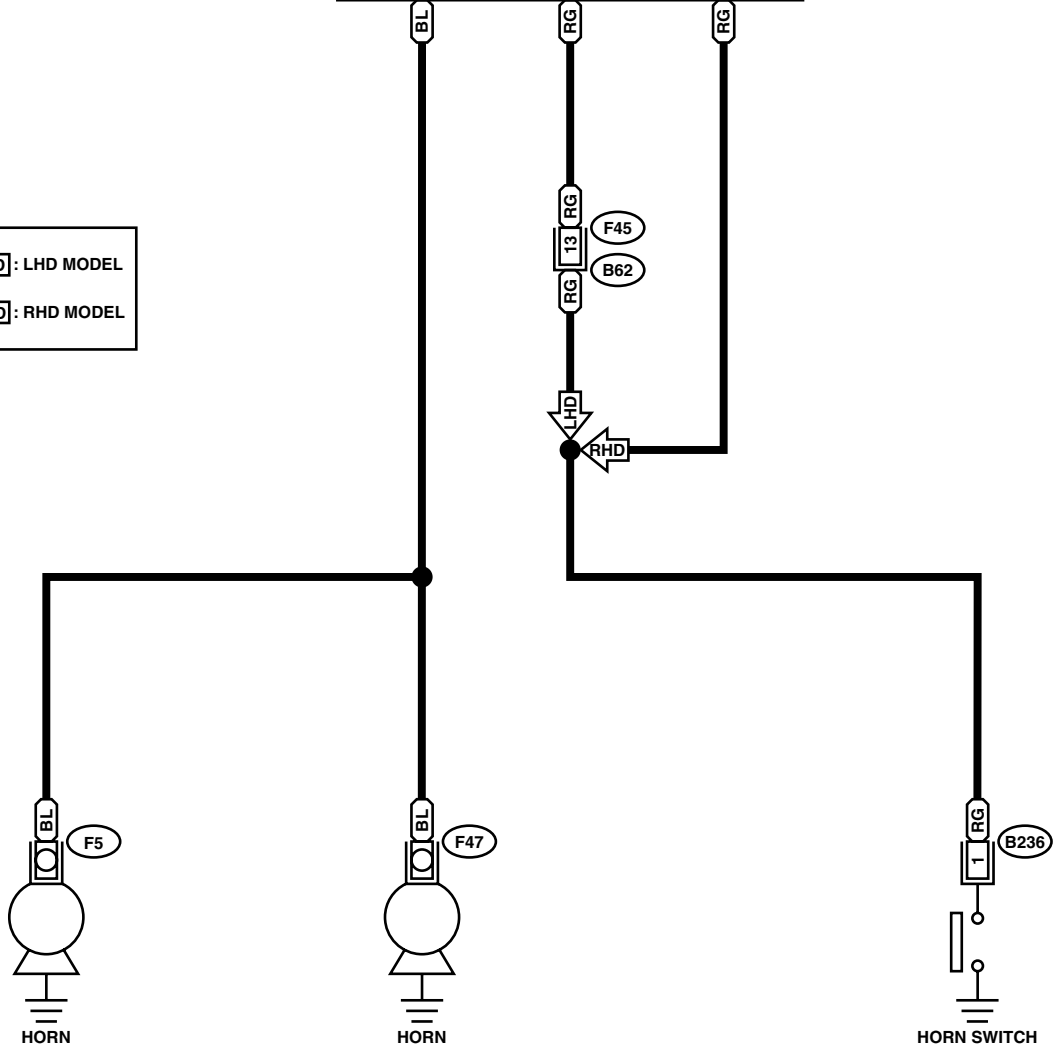 BL
RG
RG
RG
F45
13
B62
RG
: LHD MODEL
: RHD MODEL
LHD
RHD
BL
F5
BL
F47
RG
B236
1
HORN
HORN
HORN SWITCH